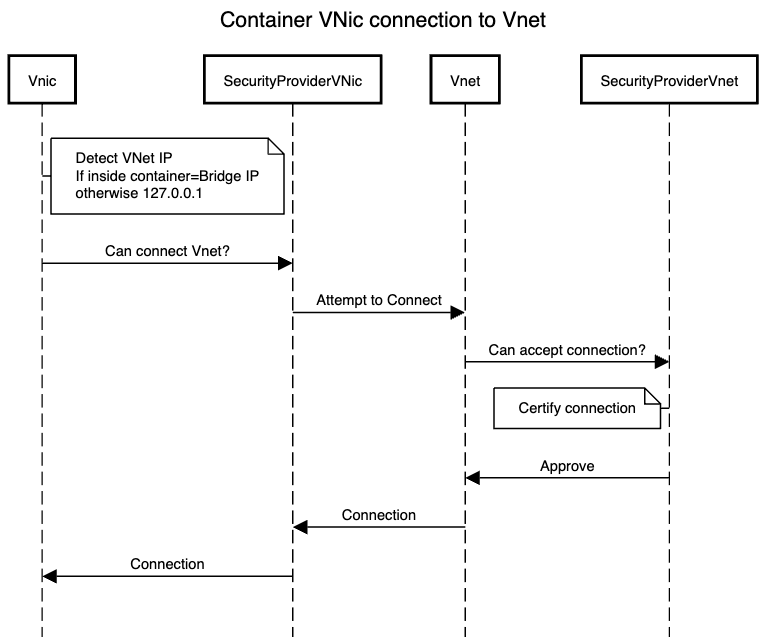 Container VNic connection to Vnet
Vnic
SecurityProviderVNic
Vnet
SecurityProviderVnet
Detect VNet IP
If inside container=Bridge IP
otherwise 127.0.0.1
Can connect Vnet?
Attempt to Connect
Can accept connection?
Certify connection
Approve
Connection
Connection